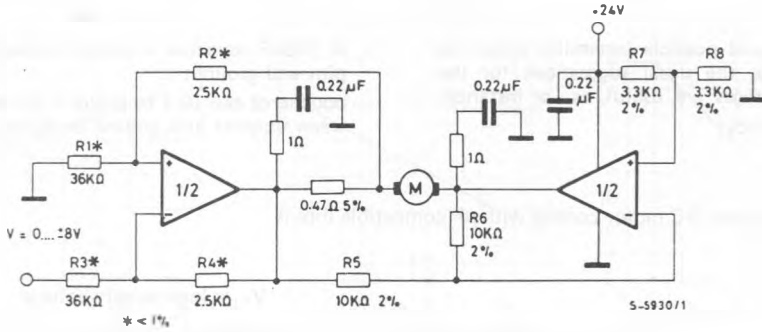 +24V
R2*
2.5KΩ
0.22µF
0.22µF
0.22
µF
R7
3.3KΩ
2%
R8
3.3KΩ
2%
R1*
36KΩ
+
-
1/2
1Ω
0.47Ω 5%
M
1Ω
1/2
+
-
R6
10KΩ
2%
V = 0....±8V
R3*
36KΩ
R4*
2.5KΩ
R5
10KΩ 2%
* < 1%
S-5930/1